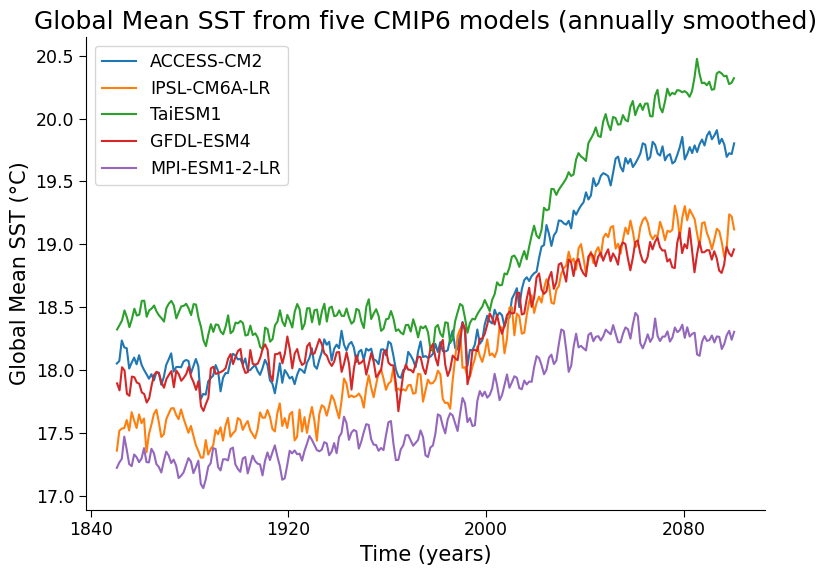 Global Mean SST from five CMIP6 models (annually smoothed)
ACCESS-CM2
IPSL-CM6A-LR
TaiESM1
GFDL-ESM4
MPI-ESM1-2-LR
Global Mean SST (°C)
20.5
20.0
19.5
19.0
18.5
18.0
17.5
17.0
1840
1920
2000
2080
Time (years)